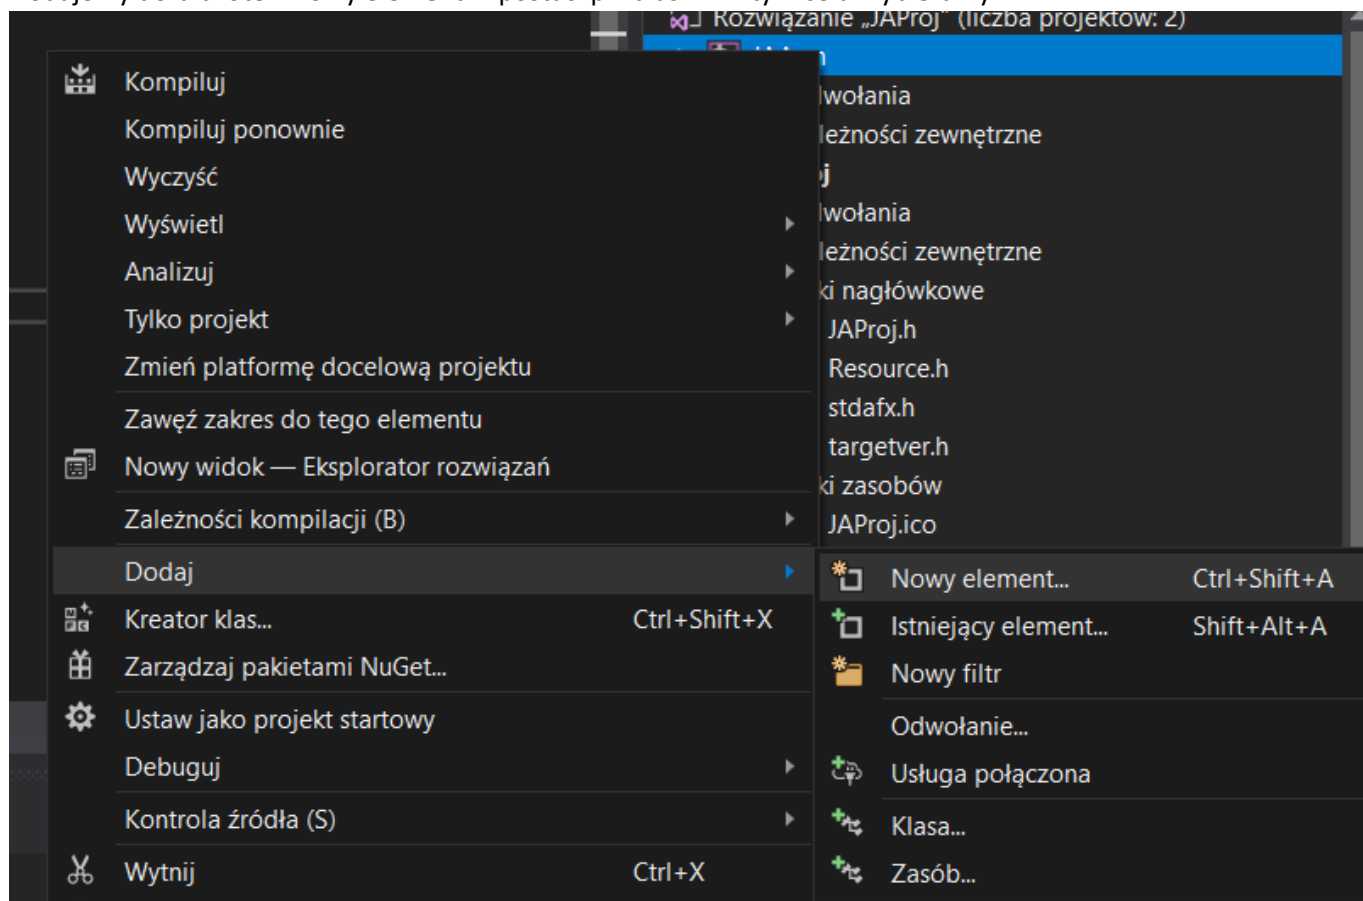 Rozwiązanie „JAProj” (liczba projektów: 2)
Kompiluj
Kompiluj ponownie
Wyczyść
Wyświetl
Analizuj
Tylko projekt
Zmień platformę docelową projektu
Zawęź zakres do tego elementu
Nowy widok — Eksplorator rozwiązań
Zależności kompilacji (B)
Dodaj
Kreator klas... Ctrl+Shift+X
Zarządzaj pakietami NuGet...
Ustaw jako projekt startowy
Debuguj
Kontrola źródła (S)
Wytnij Ctrl+X
wołania
leżności zewnętrzne
j
wołania
leżności zewnętrzne
ki nagłówkowe
JAProj.h
Resource.h
stdafx.h
targetver.h
ki zasobów
JAProj.ico
Nowy element... Ctrl+Shift+A
Istniejący element... Shift+Alt+A
Nowy filtr
Odwołanie...
Usługa połączona
Klasa...
Zasób...